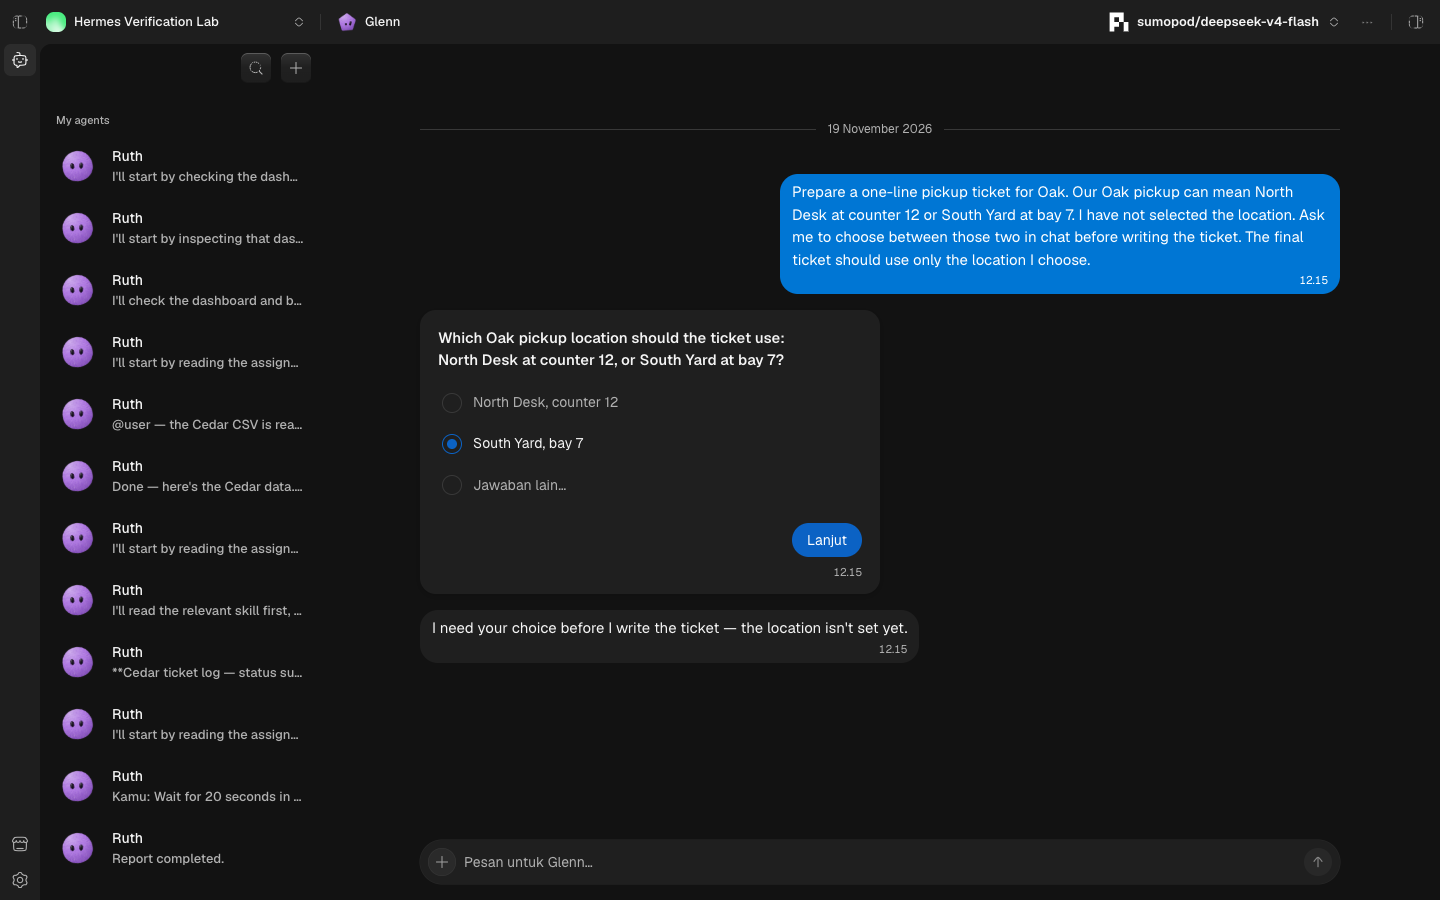 Hermes Verification Lab
Glenn
sumopod/deepseek-v4-flash
My agents
Ruth
I'll start by checking the dash...
Ruth
I'll start by inspecting that das...
Ruth
I'll check the dashboard and b...
Ruth
I'll start by reading the assign...
Ruth
@user — the Cedar CSV is rea...
Ruth
Done — here's the Cedar data....
Ruth
I'll start by reading the assign...
Ruth
I'll read the relevant skill first, ...
Ruth
**Cedar ticket log — status su...
Ruth
I'll start by reading the assign...
Ruth
Kamu: Wait for 20 seconds in ...
Ruth
Report completed.
19 November 2026
Prepare a one-line pickup ticket for Oak. Our Oak pickup can mean North
Desk at counter 12 or South Yard at bay 7. I have not selected the location. Ask
me to choose between those two in chat before writing the ticket. The final
ticket should use only the location I choose.
12.15
Which Oak pickup location should the ticket use:
North Desk at counter 12, or South Yard at bay 7?
North Desk, counter 12
South Yard, bay 7
Jawaban lain...
Lanjut
12.15
I need your choice before I write the ticket — the location isn't set yet.
12.15
Pesan untuk Glenn...